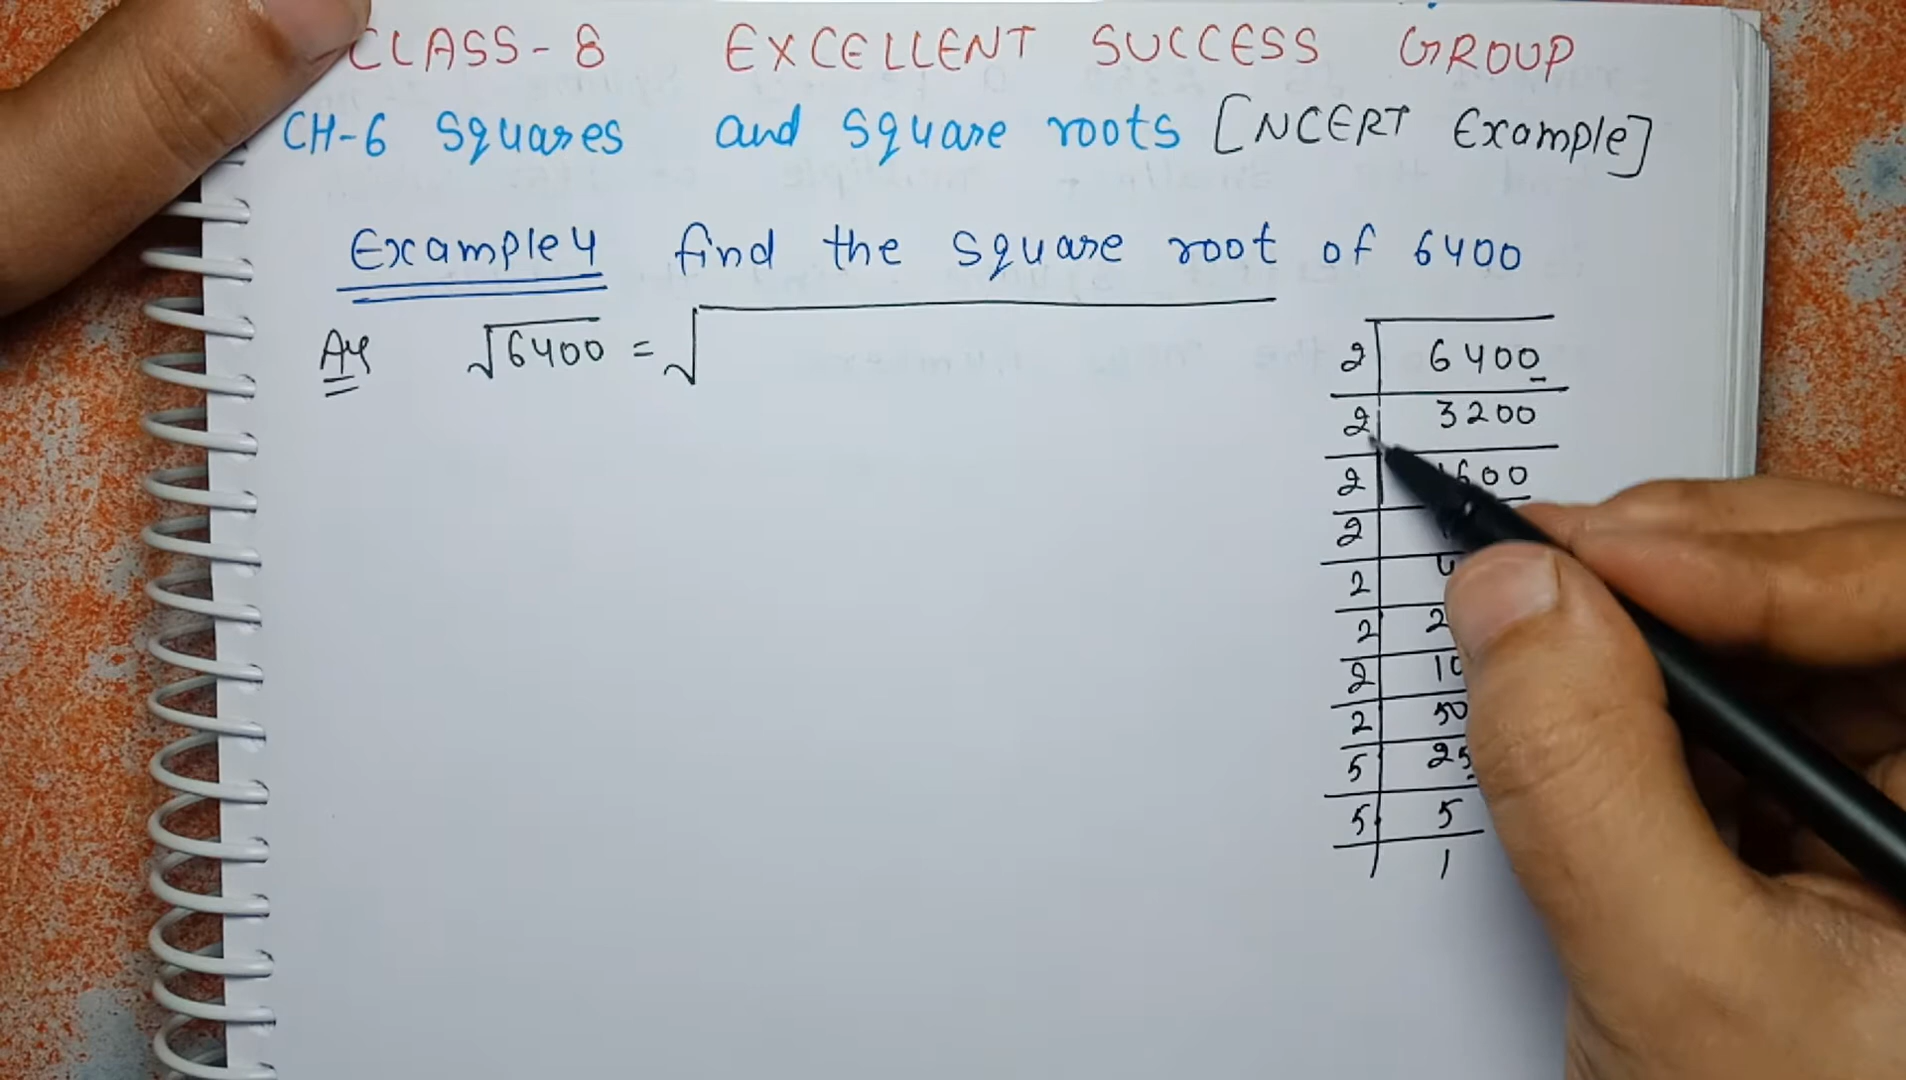 CLASS-8 EXCELLENT SUCCESS GROUP
CH-6 Squares and square roots [NCERT Example]
Example 4 find the square root of 6400
√6400 = √
2 6400
2 3200
2 1600
2
2
2 2
2 10
2 50
5 25
5 5
1